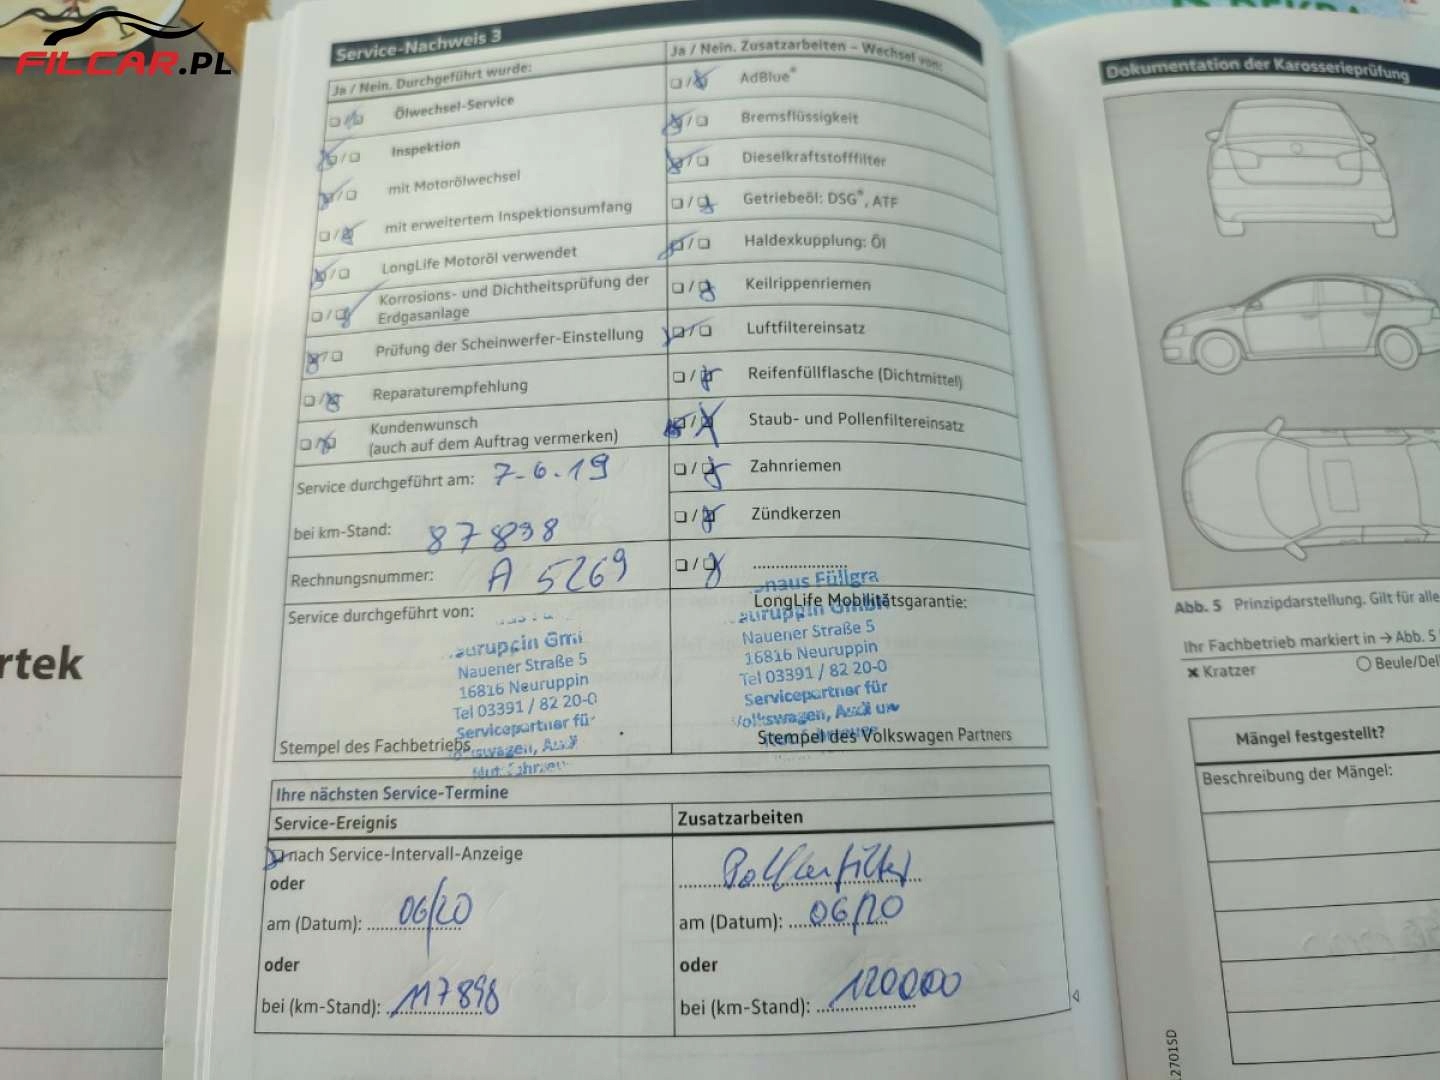 FILCAR.PL
Service-Nachweis 3
Ja / Nein. Durchgeführt wurde:
Ölwechsel-Service
Inspektion
mit Motorölwechsel
mit erweitertem Inspektionsumfang
LongLife Motoröl verwendet
Korrosions- und Dichtheitsprüfung der
Erdgasanlage
Prüfung der Scheinwerfer-Einstellung
Reparaturempfehlung
Kundenwunsch
(auch auf dem Auftrag vermerken)
Service durchgeführt am: 7-6.19
bei km-Stand: 87898
Rechnungsnummer: A 5269
Service durchgeführt von:
Nauener Straße 5
16816 Neuruppin
Tel 03391 / 82 20-0
Servicepartner für
Stempel des Fachbetriebs
Ja / Nein. Zusatzarbeiten – Wechsel von:
AdBlue®
Bremsflüssigkeit
Dieselkraftstofffilter
Getriebeöl: DSG®, ATF
Haldexkupplung: Öl
Keilrippenriemen
Luftfiltereinsatz
Reifenfüllflasche (Dichtmittel)
Staub- und Pollenfiltereinsatz
Zahnriemen
Zündkerzen
Füllgra
LongLife Mobilitätsgarantie:
Nauener Straße 5
16816 Neuruppin
Tel 03391 / 82 20-0
Servicepartner für
Volkswagen, Audi
Stempel des Volkswagen Partners
Ihre nächsten Service-Termine
Service-Ereignis
nach Service-Intervall-Anzeige
oder
am (Datum): 06/20
oder
bei (km-Stand): 117898
Zusatzarbeiten
Pollenfilter
am (Datum): 06/20
oder
bei (km-Stand): 120000
rtek
Dokumentation der Karosserieprüfung
Abb. 5 Prinzipdarstellung. Gilt für alle
Ihr Fachbetrieb markiert in → Abb. 5
Kratzer
Beule/Del
Mängel festgestellt?
Beschreibung der Mängel: